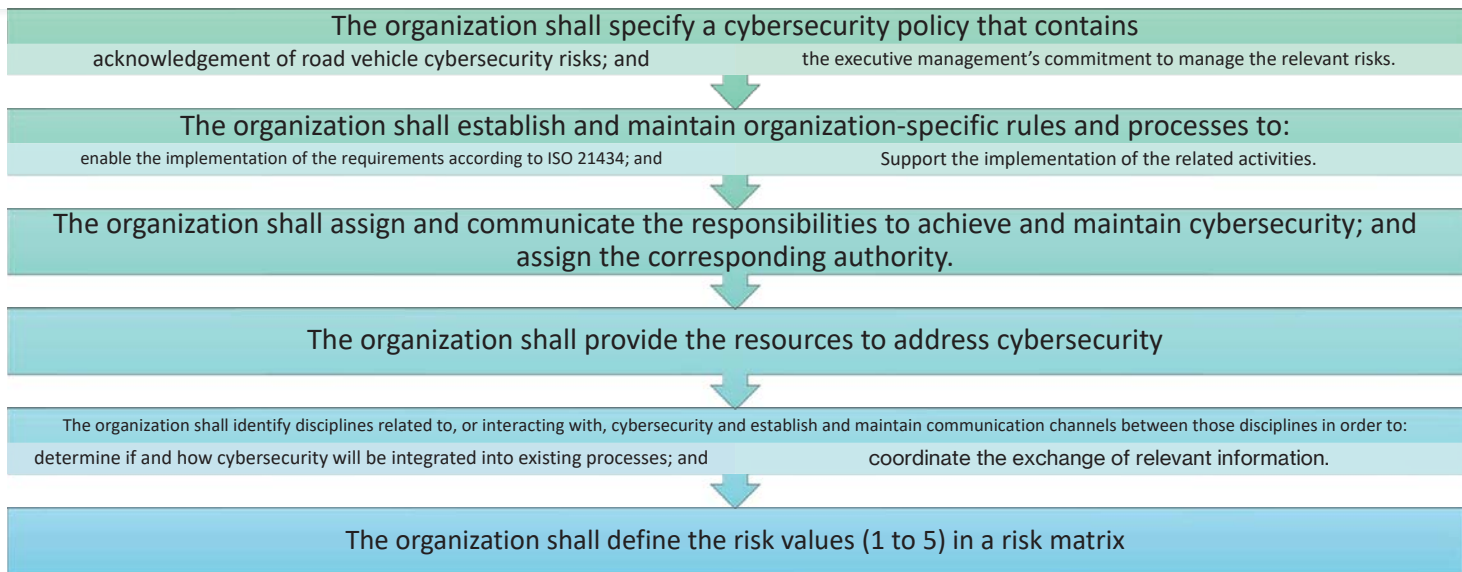 The organization shall specify a cybersecurity policy that contains
acknowledgement of road vehicle cybersecurity risks; and
the executive management’s commitment to manage the relevant risks.
The organization shall establish and maintain organization-specific rules and processes to:
enable the implementation of the requirements according to ISO 21434; and
Support the implementation of the related activities.
The organization shall assign and communicate the responsibilities to achieve and maintain cybersecurity; and
assign the corresponding authority.
The organization shall provide the resources to address cybersecurity
The organization shall identify disciplines related to, or interacting with, cybersecurity and establish and maintain communication channels between those disciplines in order to:
determine if and how cybersecurity will be integrated into existing processes; and
coordinate the exchange of relevant information.
The organization shall define the risk values (1 to 5) in a risk matrix